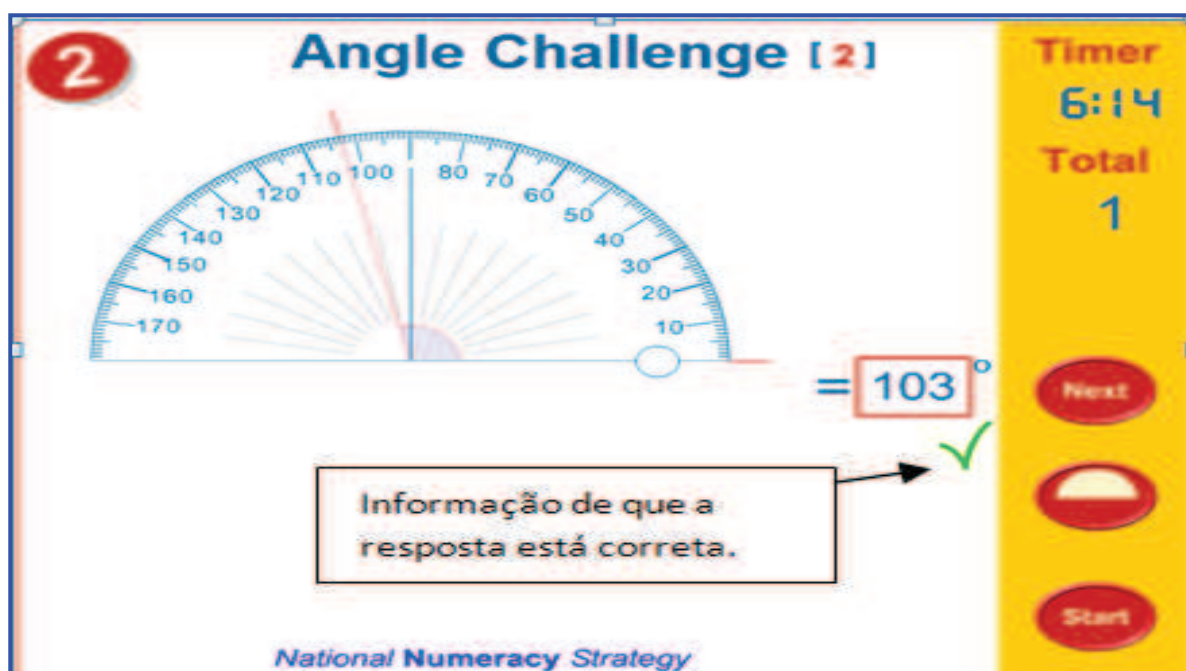 2
Angle Challenge [ 2 ]
Timer
6:14
Total
1
170
160
150
140
130
120
110
100
80
70
60
50
40
30
20
10
= 103 °
Next
Informação de que a
resposta está correta.
Start
National Numeracy Strategy